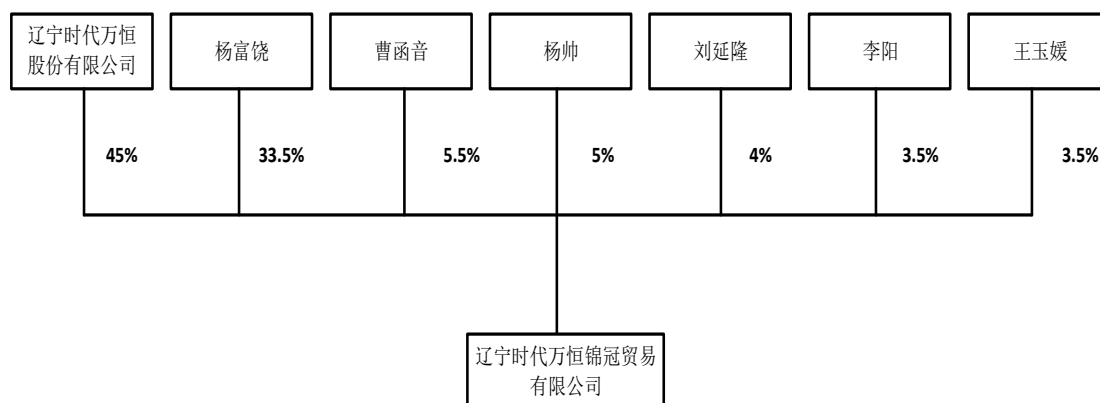 辽宁时代万恒
股份有限公司
杨富饶
曹函音
杨帅
刘延隆
李阳
王玉媛
45%
33.5%
5.5%
5%
4%
3.5%
3.5%
辽宁时代万恒锦冠贸易
有限公司